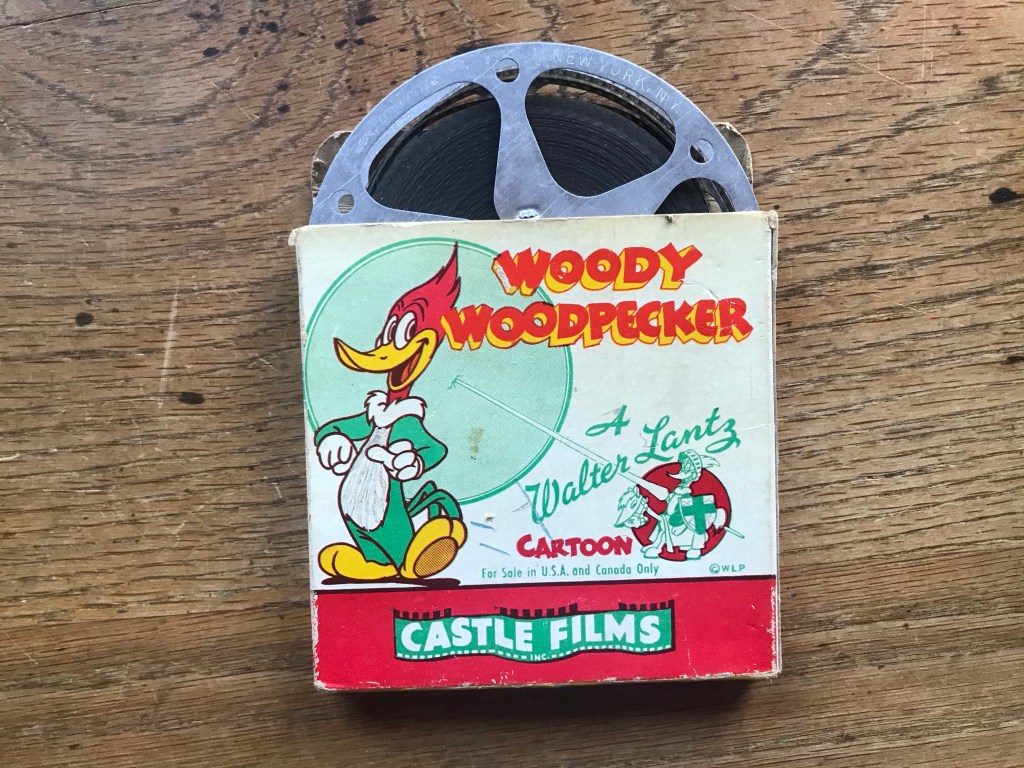 NEW YORK, N.Y.
WOODY
WOODPECKER
A
Walter Lantz
CARTOON
For Sale in U.S.A. and Canada Only
©WLP
CASTLE FILMS
INC.